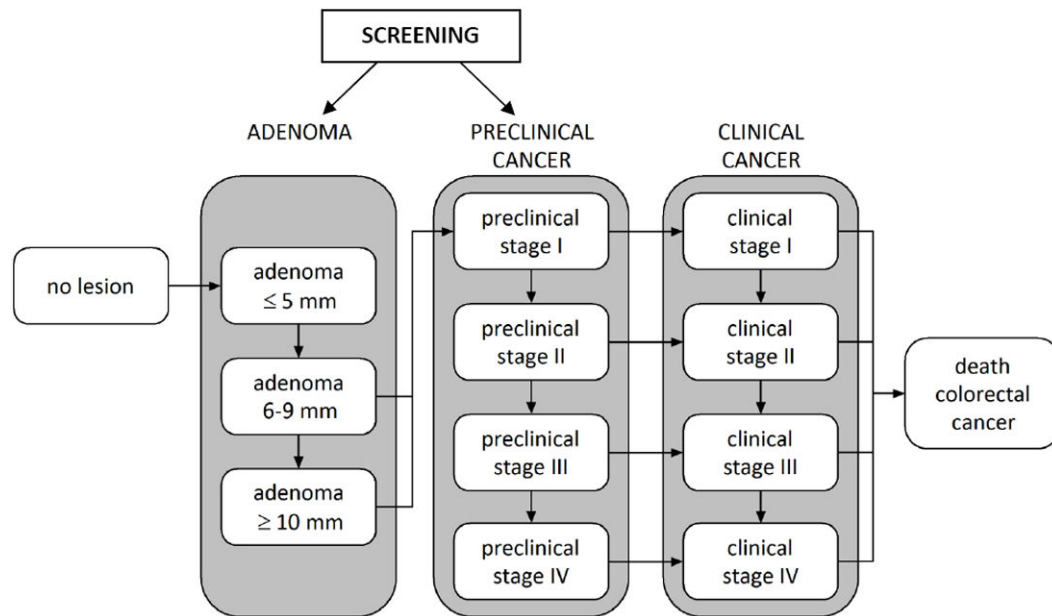 SCREENING
ADENOMA
PRECLINICAL
CANCER
CLINICAL
CANCER
no lesion
adenoma
≤ 5 mm
adenoma
6-9 mm
adenoma
≥ 10 mm
preclinical
stage I
preclinical
stage II
preclinical
stage III
preclinical
stage IV
clinical
stage I
clinical
stage II
clinical
stage III
clinical
stage IV
death
colorectal
cancer